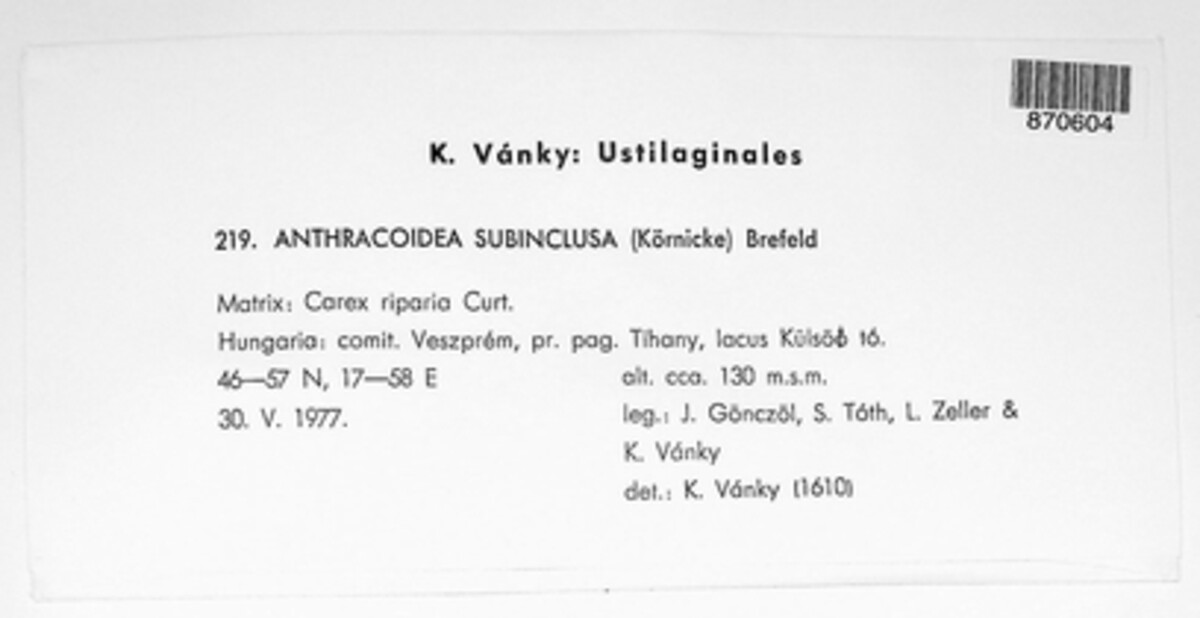 870604
K. Vánky: Ustilaginales
219. ANTHRACOIDEA SUBINCLUSA (Körnicke) Brefeld
Matrix: Carex riparia Curt.
Hungaria: comit. Veszprém, pr. pag. Tihany, lacus Külsőb tó.
46—57 N, 17—58 E alt. cca. 130 m.s.m.
30. V. 1977. leg.: J. Gönczöl, S. Tóth, L. Zeller &
K. Vánky
det.: K. Vánky (1610)